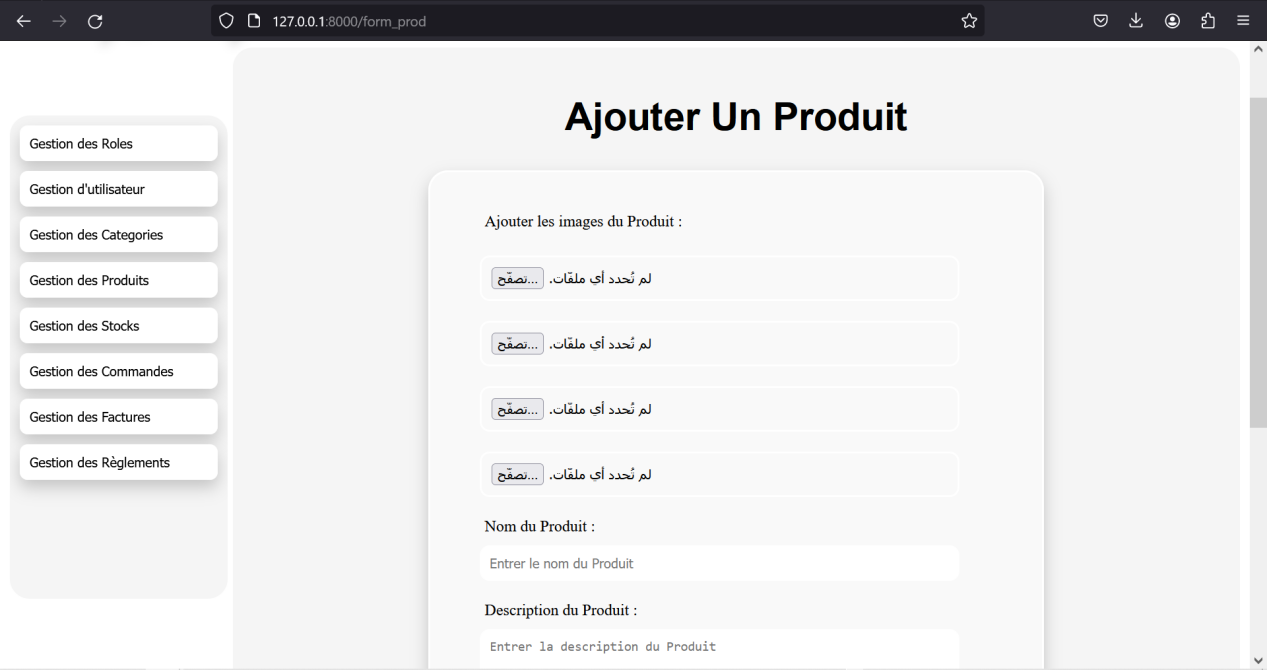 127.0.0.1:8000/form_prod
Gestion des Roles
Gestion d'utilisateur
Gestion des Categories
Gestion des Produits
Gestion des Stocks
Gestion des Commandes
Gestion des Factures
Gestion des Règlements
Ajouter Un Produit
Ajouter les images du Produit :
تصفّح... لم تُحدد أي ملفّات.
تصفّح... لم تُحدد أي ملفّات.
تصفّح... لم تُحدد أي ملفّات.
تصفّح... لم تُحدد أي ملفّات.
Nom du Produit :
Entrer le nom du Produit
Description du Produit :
Entrer la description du Produit